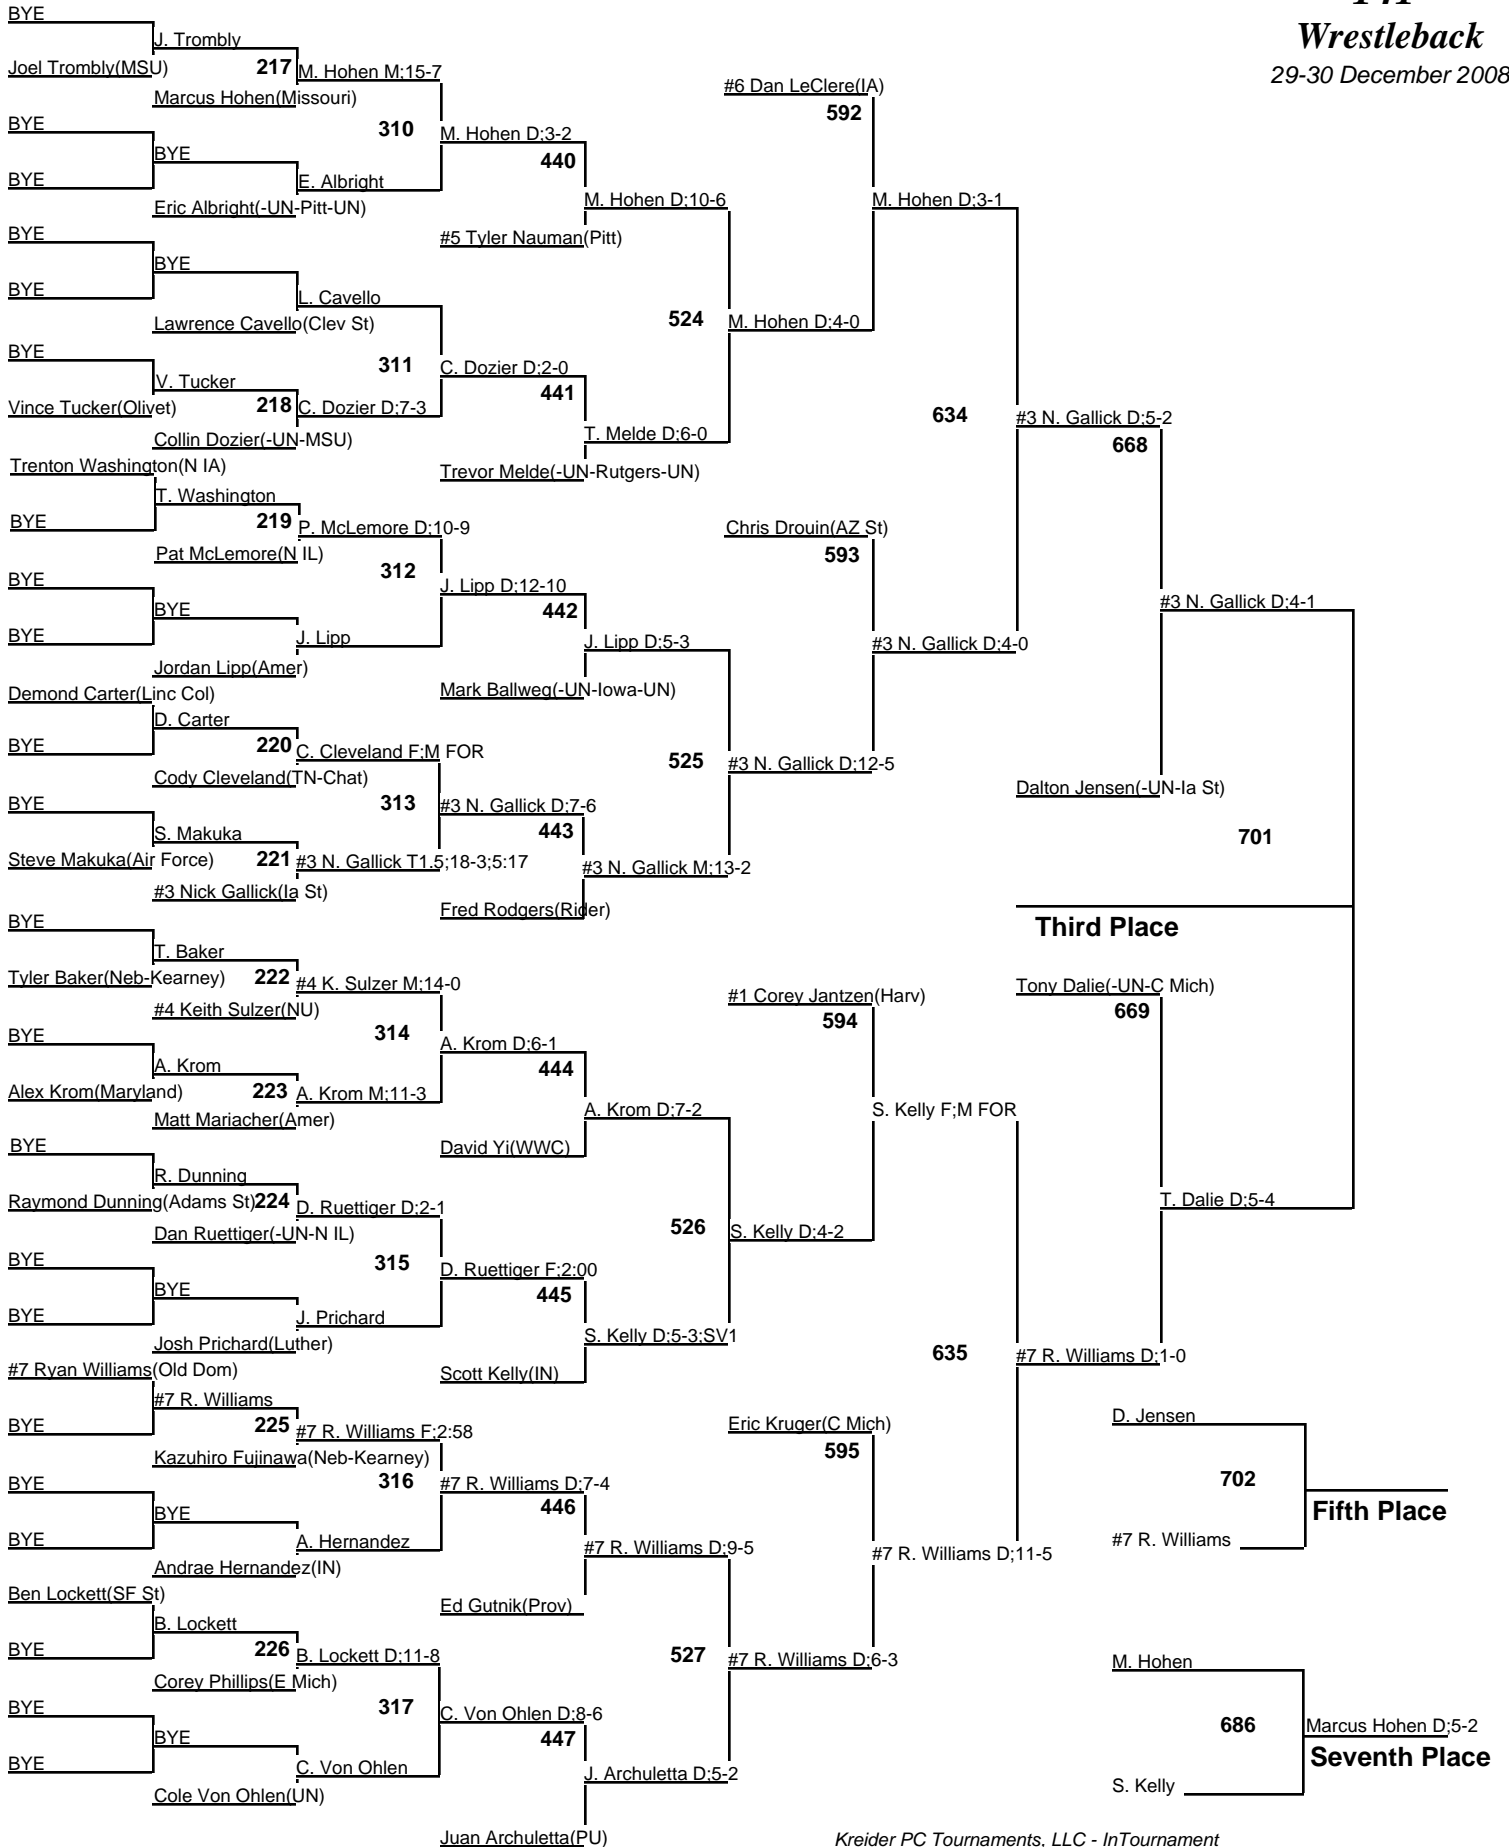 Wrestleback
29-30 December 2008
BYE
J. Trombly
Joel Trombly(MSU)
217
M. Hohen M;15-7
Marcus Hohen(Missouri)
#6 Dan LeClere(IA)
592
BYE
310
M. Hohen D;3-2
BYE
440
BYE
E. Albright
M. Hohen D;10-6
M. Hohen D;3-1
Eric Albright(-UN-Pitt-UN)
BYE
#5 Tyler Nauman(Pitt)
BYE
BYE
L. Cavello
Lawrence Cavello(Clev St)
524
M. Hohen D;4-0
BYE
311
C. Dozier D;2-0
V. Tucker
441
Vince Tucker(Olivet)
218
C. Dozier D;7-3
634
#3 N. Gallick D;5-2
Collin Dozier(-UN-MSU)
T. Melde D;6-0
668
Trenton Washington(N IA)
Trevor Melde(-UN-Rutgers-UN)
T. Washington
BYE
219
P. McLemore D;10-9
Chris Drouin(AZ St)
Pat McLemore(N IL)
593
BYE
312
J. Lipp D;12-10
BYE
442
#3 N. Gallick D;4-1
BYE
J. Lipp
J. Lipp D;5-3
#3 N. Gallick D;4-0
Jordan Lipp(Amer)
Demond Carter(Linc Col)
Mark Ballweg(-UN-Iowa-UN)
D. Carter
BYE
220
C. Cleveland F;M FOR
525
#3 N. Gallick D;12-5
Cody Cleveland(TN-Chat)
Dalton Jensen(-UN-Ia St)
BYE
313
#3 N. Gallick D;7-6
S. Makuka
443
701
Steve Makuka(Air Force)
221
#3 N. Gallick T1.5;18-3;5:17
#3 N. Gallick M;13-2
#3 Nick Gallick(Ia St)
Fred Rodgers(Rider)
BYE
Third Place
T. Baker
Tyler Baker(Neb-Kearney)
222
#4 K. Sulzer M;14-0
Tony Dalie(-UN-C Mich)
#4 Keith Sulzer(NU)
#1 Corey Jantzen(Harv)
669
BYE
314
A. Krom D;6-1
594
A. Krom
444
Alex Krom(Maryland)
223
A. Krom M;11-3
Matt Mariacher(Amer)
A. Krom D;7-2
S. Kelly F;M FOR
BYE
David Yi(WWC)
R. Dunning
Raymond Dunning(Adams St)
224
D. Ruettiger D;2-1
T. Dalie D;5-4
Dan Ruettiger(-UN-N IL)
526
S. Kelly D;4-2
BYE
315
D. Ruettiger F;2:00
BYE
445
BYE
J. Prichard
S. Kelly D;5-3;SV1
Josh Prichard(Luther)
635
#7 R. Williams D;1-0
#7 Ryan Williams(Old Dom)
Scott Kelly(IN)
#7 R. Williams
BYE
225
#7 R. Williams F;2:58
Eric Kruger(C Mich)
D. Jensen
Kazuhiro Fujinawa(Neb-Kearney)
595
BYE
316
#7 R. Williams D;7-4
702
BYE
446
Fifth Place
BYE
A. Hernandez
#7 R. Williams D;9-5
#7 R. Williams D;11-5
#7 R. Williams
Andrae Hernandez(IN)
Ben Lockett(SF St)
Ed Gutnik(Prov)
B. Lockett
BYE
226
B. Lockett D;11-8
527
#7 R. Williams D;6-3
M. Hohen
Corey Phillips(E Mich)
BYE
317
C. Von Ohlen D;8-6
BYE
447
686
Marcus Hohen D;5-2
BYE
C. Von Ohlen
J. Archuletta D;5-2
Seventh Place
Cole Von Ohlen(UN)
S. Kelly
Juan Archuletta(PU)
Kreider PC Tournaments, LLC - InTournament